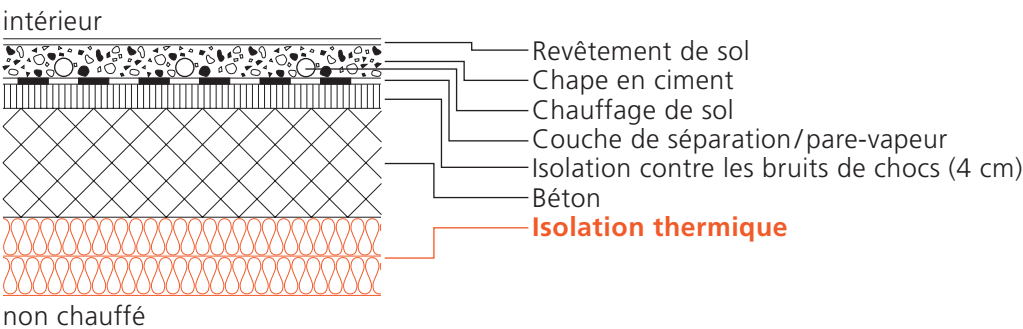 intérieur
Revêtement de sol
Chape en ciment
Chauffage de sol
Couche de séparation/pare-vapeur
Isolation contre les bruits de chocs (4 cm)
Béton
Isolation thermique
non chauffé